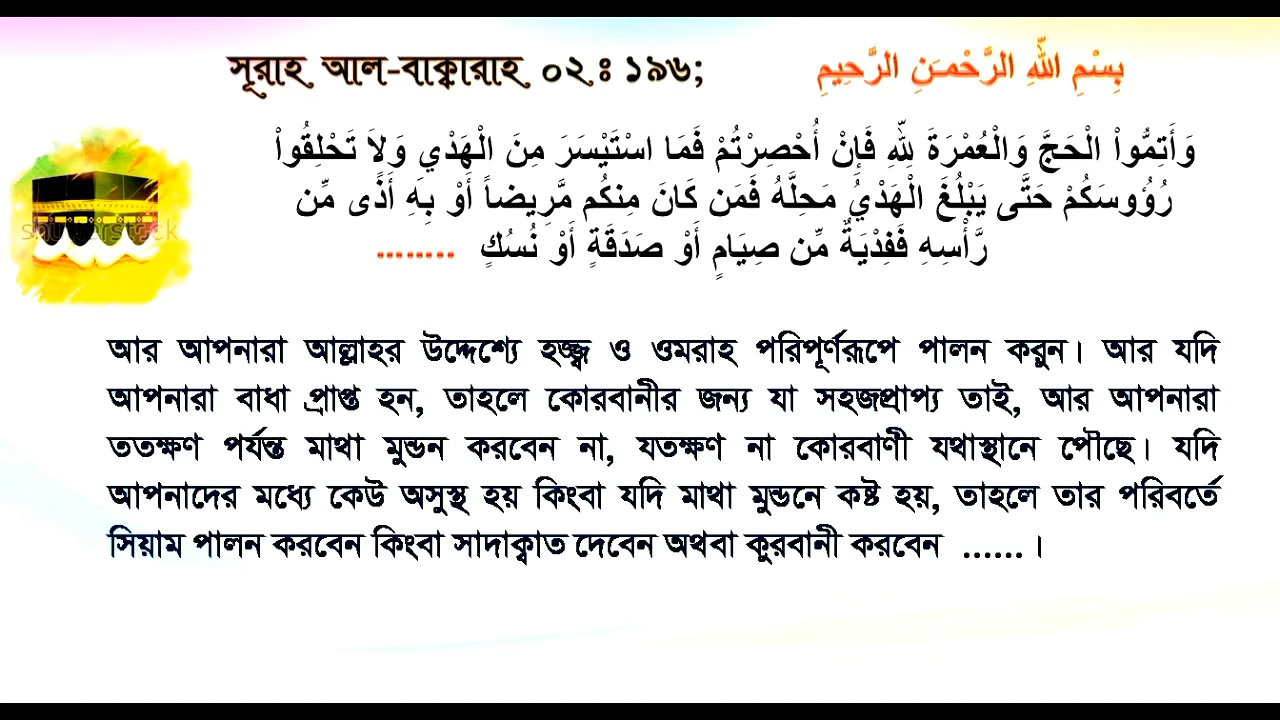 সূরাহ আল-বাক্বারাহ ০২ঃ ১৯৬; بِسْمِ اللّهِ الرَّحْمـَنِ الرَّحِيمِ
وَأَتِمُّواْ الْحَجَّ وَالْعُمْرَةَ لِلّهِ فَإِنْ أُحْصِرْتُمْ فَمَا اسْتَيْسَرَ مِنَ الْهَدْيِ وَلاَ تَحْلِقُواْ
رُؤُوسَكُمْ حَتَّى يَبْلُغَ الْهَدْيُ مَحِلَّهُ فَمَن كَانَ مِنكُم مَّرِيضاً أَوْ بِهِ أَذًى مِّن
رَّأْسِهِ فَفِدْيَةٌ مِّن صِيَامٍ أَوْ صَدَقَةٍ أَوْ نُسُكٍ ........
shutterstock
আর আপনারা আল্লাহর উদ্দেশ্যে হজ্জ্ব ও ওমরাহ পরিপূর্ণরূপে পালন করুন। আর যদি
আপনারা বাধা প্রাপ্ত হন, তাহলে কোরবানীর জন্য যা সহজপ্রাপ্য তাই, আর আপনারা
ততক্ষণ পর্যন্ত মাথা মুন্ডন করবেন না, যতক্ষণ না কোরবাণী যথাস্থানে পৌছে। যদি
আপনাদের মধ্যে কেউ অসুস্থ হয় কিংবা যদি মাথা মুন্ডনে কষ্ট হয়, তাহলে তার পরিবর্তে
সিয়াম পালন করবেন কিংবা সাদাক্বাত দেবেন অথবা কুরবানী করবেন ......।